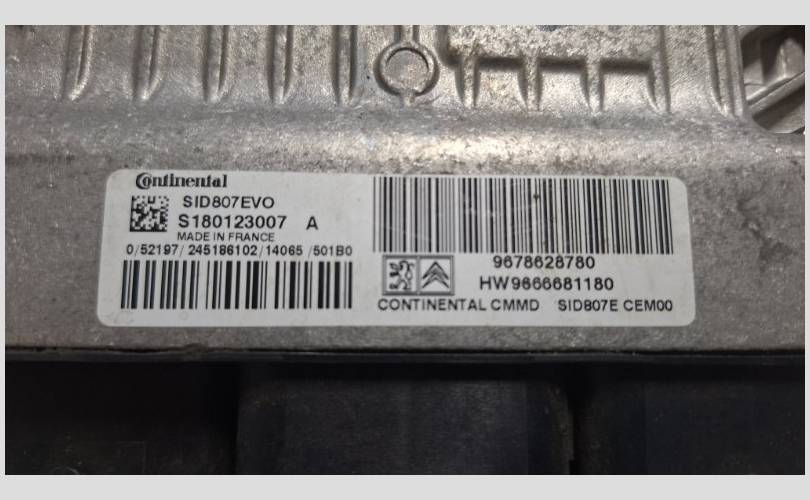 Continental
SID807EVO
S180123007 A
MADE IN FRANCE
0/52197/245186102/14065/501B0
9678628780
HW9666681180
CONTINENTAL CMMD SID807E CEM00